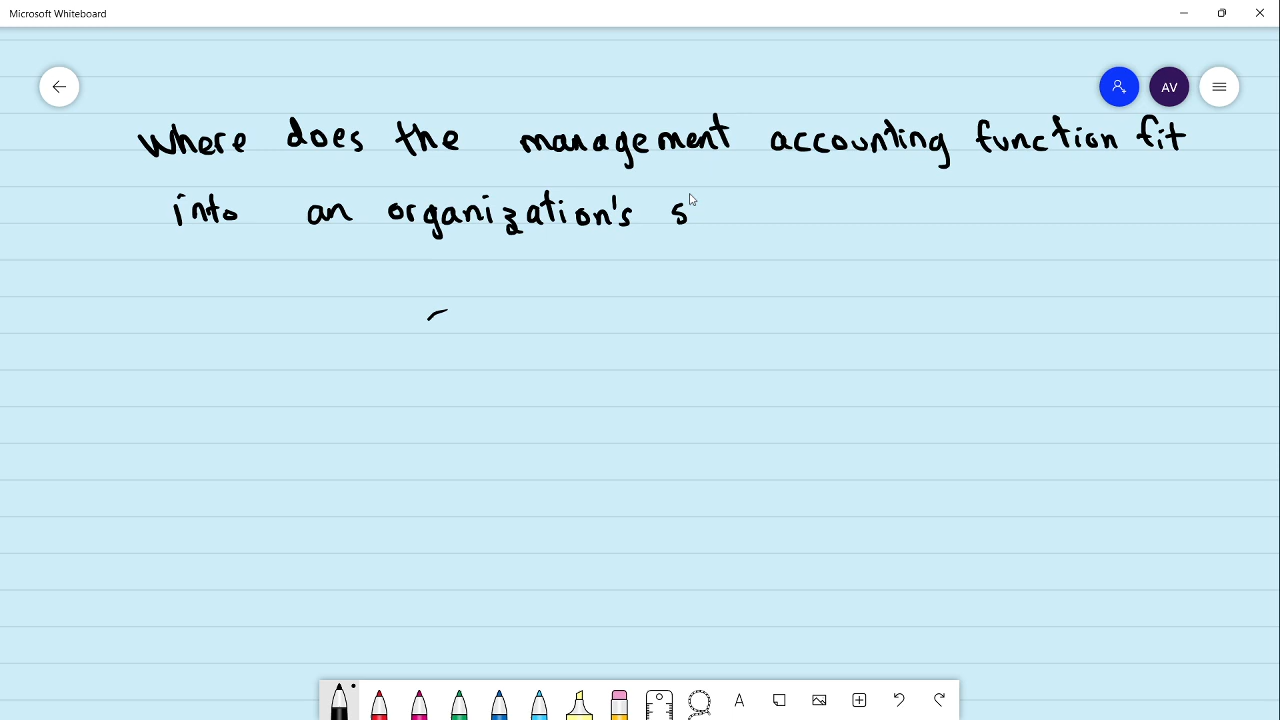 Microsoft Whiteboard
AV
Where does the management accounting function fit
into an organization's s
A